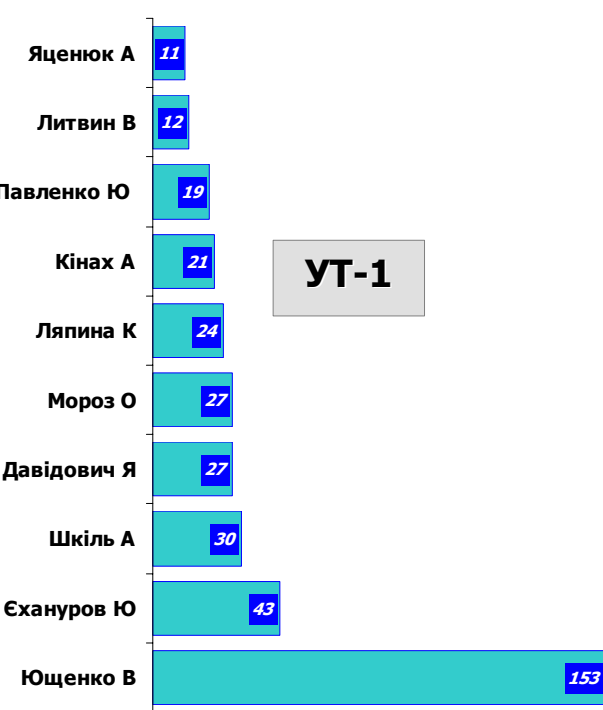 Яценюк А 11
Литвин В 12
Павленко Ю 19
Кінах А 21
УТ-1
Ляпина К 24
Мороз О 27
Давідович Я 27
Шкіль А 30
Єхануров Ю 43
Ющенко В 153